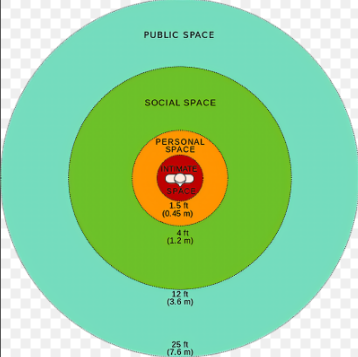 PUBLIC SPACE
SOCIAL SPACE
PERSONAL
SPACE
INTIMATE
SPACE
1.5 ft
(0.45 m)
4 ft
(1.2 m)
12 ft
(3.6 m)
25 ft
(7.6 m)